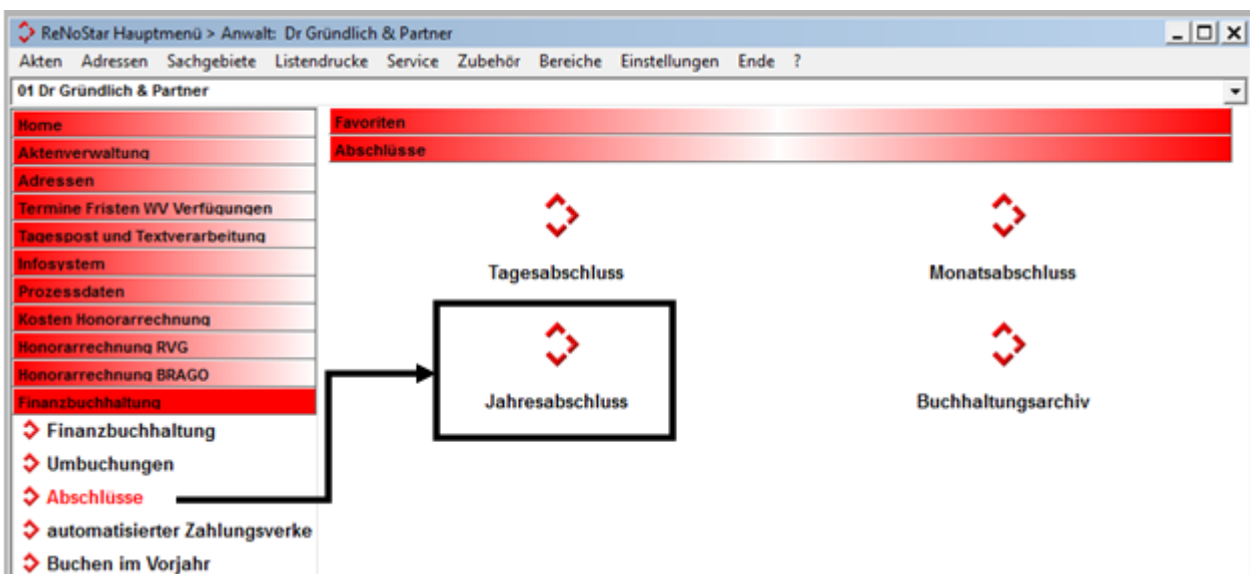 ReNoStar Hauptmenü > Anwalt: Dr Gründlich & Partner
Akten Adressen Sachgebiete Listendrucke Service Zubehör Bereiche Einstellungen Ende ?
01 Dr Gründlich & Partner
Home
Aktenverwaltung
Adressen
Termine Fristen WV Verfügungen
Tagespost und Textverarbeitung
Infosystem
Prozessdaten
Kosten Honorarrechnung
Honorarrechnung RVG
Honorarrechnung BRAGO
Finanzbuchhaltung
Finanzbuchhaltung
Umbuchungen
Abschlüsse
automatisierter Zahlungsverke
Buchen im Vorjahr
Favoriten
Abschlüsse
Tagesabschluss
Monatsabschluss
Jahresabschluss
Buchhaltungsarchiv